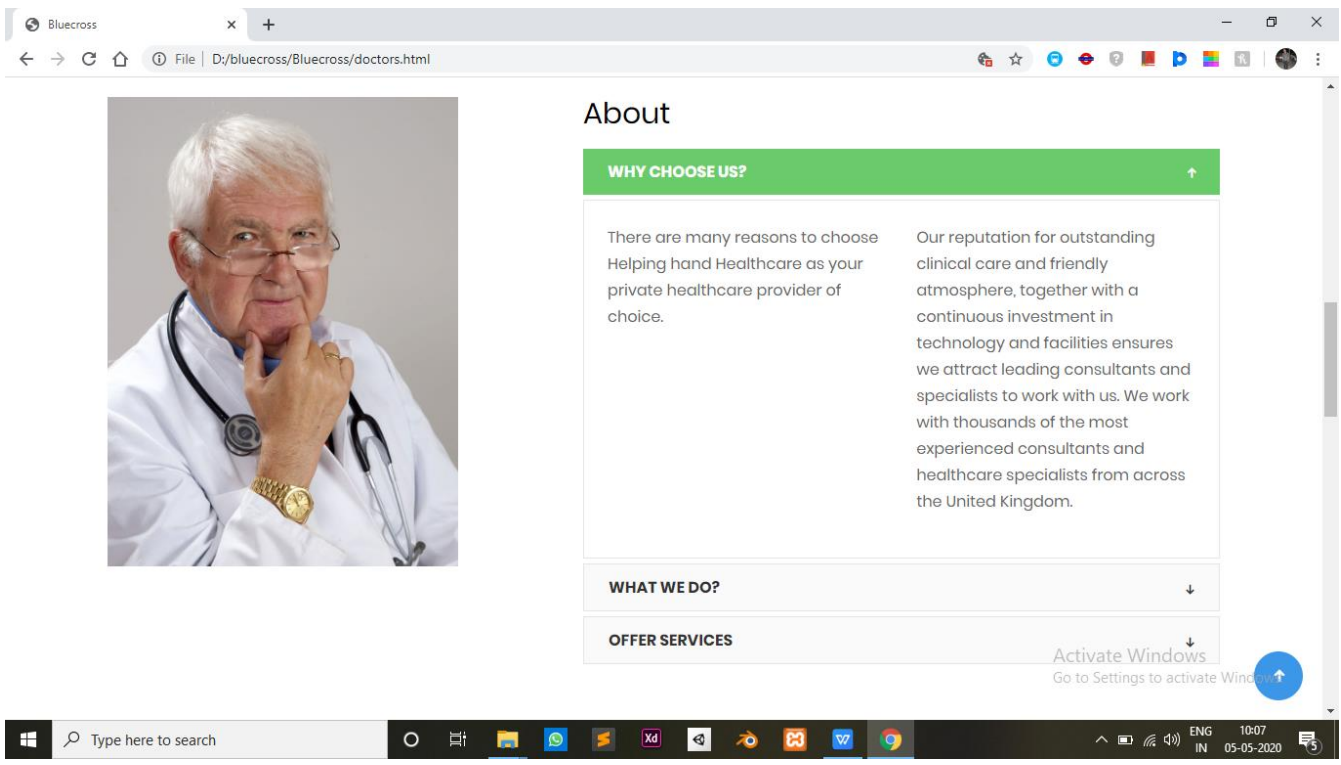 Bluecross
File | D:/bluecross/Bluecross/doctors.html
About
WHY CHOOSE US?
There are many reasons to choose
Helping hand Healthcare as your
private healthcare provider of
choice.
Our reputation for outstanding
clinical care and friendly
atmosphere, together with a
continuous investment in
technology and facilities ensures
we attract leading consultants and
specialists to work with us. We work
with thousands of the most
experienced consultants and
healthcare specialists from across
the United Kingdom.
WHAT WE DO?
OFFER SERVICES
Activate Windows
Go to Settings to activate Windows.
Type here to search
Xd
ENG
IN
10:07
05-05-2020
5